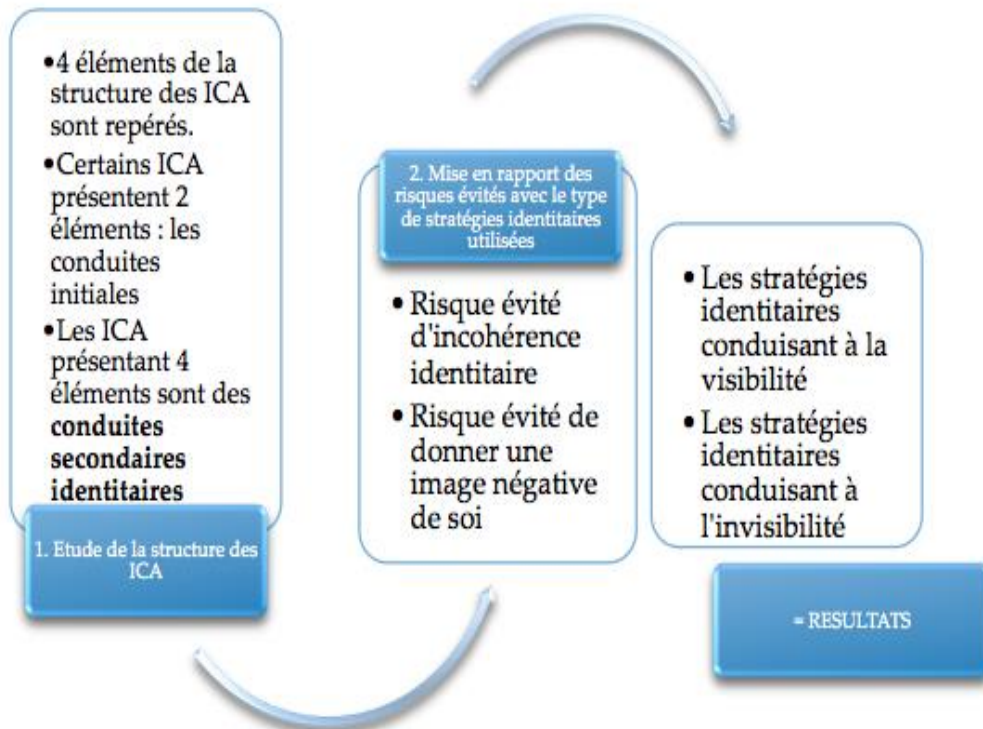 •4 éléments de la
structure des ICA
sont repérés.
•Certains ICA
présentent 2
éléments : les
conduites
initiales
•Les ICA
présentant 4
éléments sont des
conduites
secondaires
identitaires
1. Etude de la structure des
ICA
2. Mise en rapport des
risques évités avec le type
de stratégies identitaires
utilisées
• Risque évité
d'incohérence
identitaire
• Risque évité de
donner une
image négative
de soi
• Les stratégies
identitaires
conduisant à la
visibilité
• Les stratégies
identitaires
conduisant à
l'invisibilité
= RESULTATS